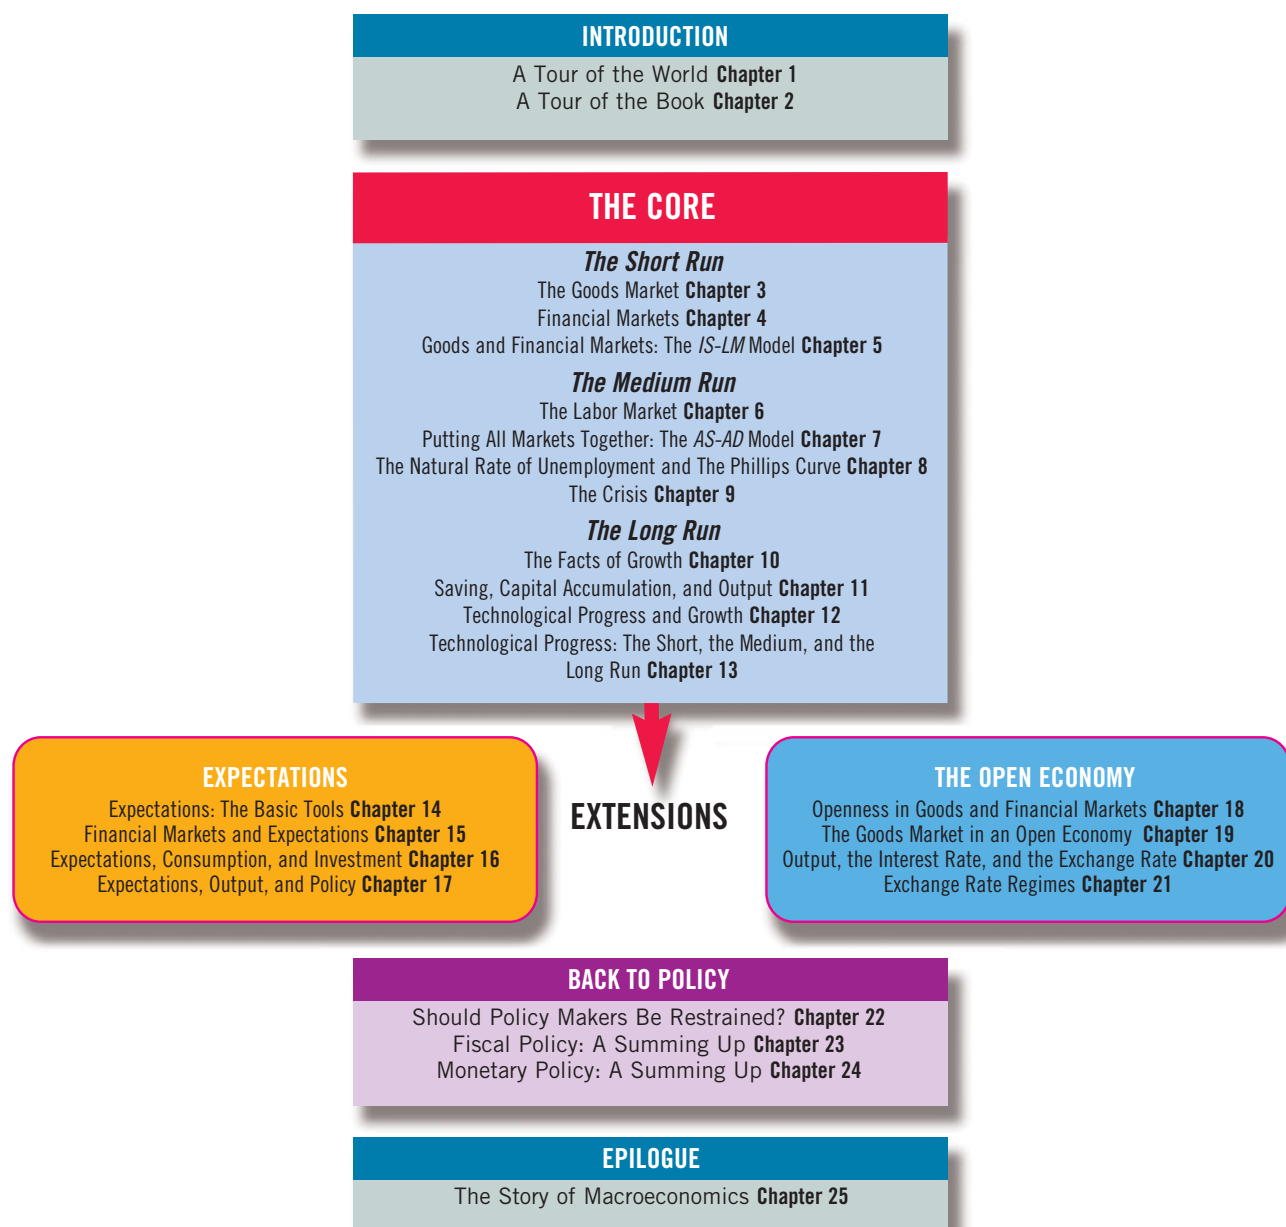 INTRODUCTION
A Tour of the World Chapter 1
A Tour of the Book Chapter 2
THE CORE
The Short Run
The Goods Market Chapter 3
Financial Markets Chapter 4
Goods and Financial Markets: The IS-LM Model Chapter 5
The Medium Run
The Labor Market Chapter 6
Putting All Markets Together: The AS-AD Model Chapter 7
The Natural Rate of Unemployment and The Phillips Curve Chapter 8
The Crisis Chapter 9
The Long Run
The Facts of Growth Chapter 10
Saving, Capital Accumulation, and Output Chapter 11
Technological Progress and Growth Chapter 12
Technological Progress: The Short, the Medium, and the
Long Run Chapter 13
EXPECTATIONS
Expectations: The Basic Tools Chapter 14
Financial Markets and Expectations Chapter 15
Expectations, Consumption, and Investment Chapter 16
Expectations, Output, and Policy Chapter 17
EXTENSIONS
THE OPEN ECONOMY
Openness in Goods and Financial Markets Chapter 18
The Goods Market in an Open Economy Chapter 19
Output, the Interest Rate, and the Exchange Rate Chapter 20
Exchange Rate Regimes Chapter 21
BACK TO POLICY
Should Policy Makers Be Restrained? Chapter 22
Fiscal Policy: A Summing Up Chapter 23
Monetary Policy: A Summing Up Chapter 24
EPILOGUE
The Story of Macroeconomics Chapter 25